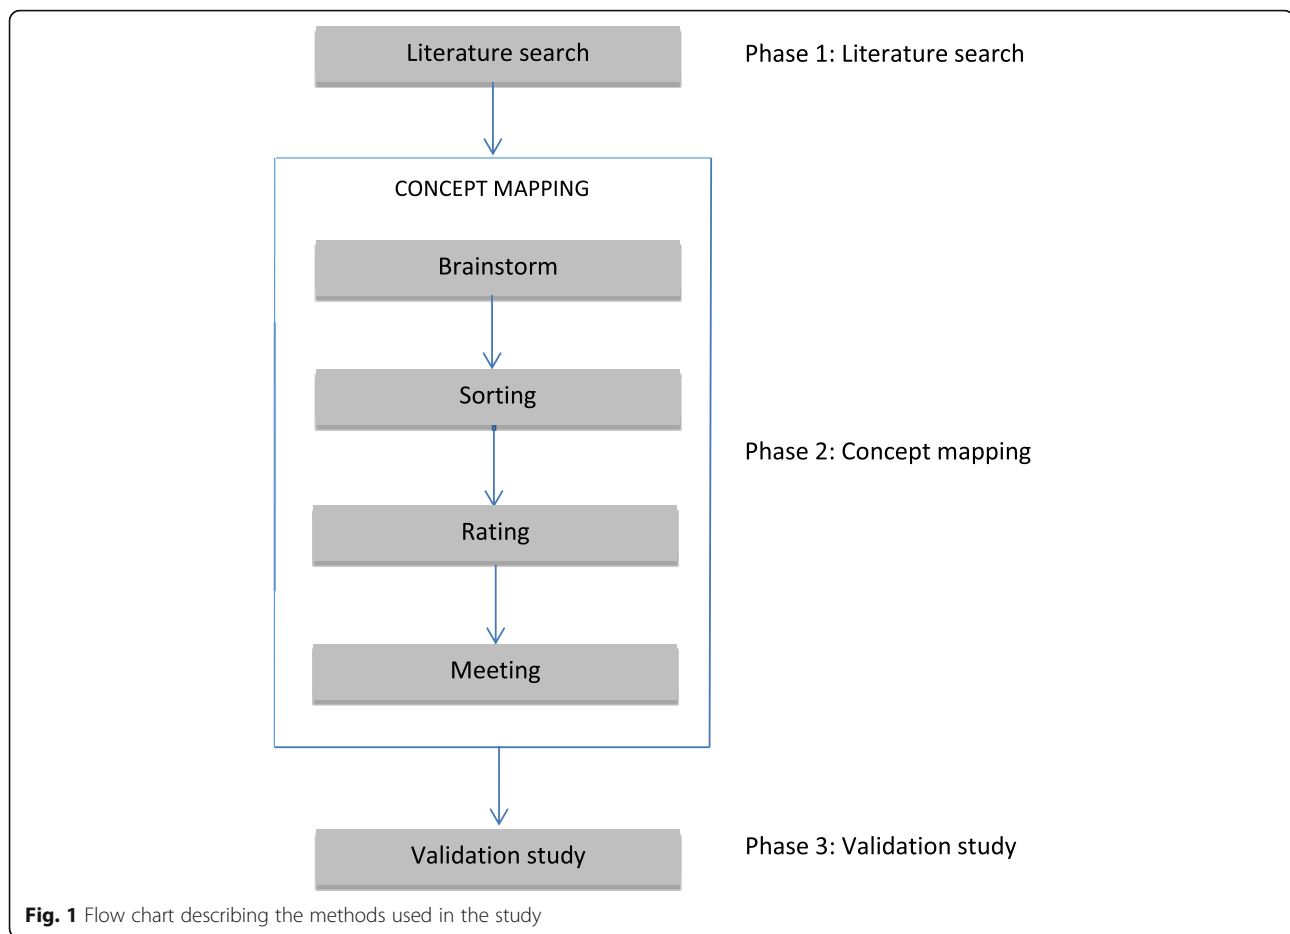 Literature search
Phase 1: Literature search
CONCEPT MAPPING
Brainstorm
Sorting
Phase 2: Concept mapping
Rating
Meeting
Validation study
Phase 3: Validation study
Fig. 1 Flow chart describing the methods used in the study